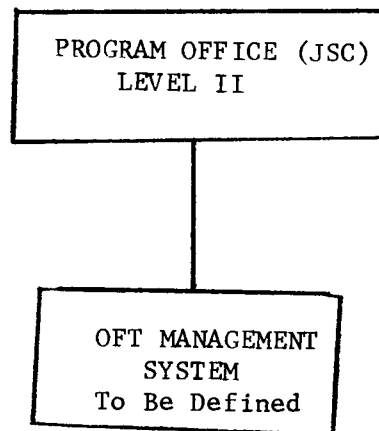 PROGRAM OFFICE (JSC)
LEVEL II
OFT MANAGEMENT
SYSTEM
To Be Defined